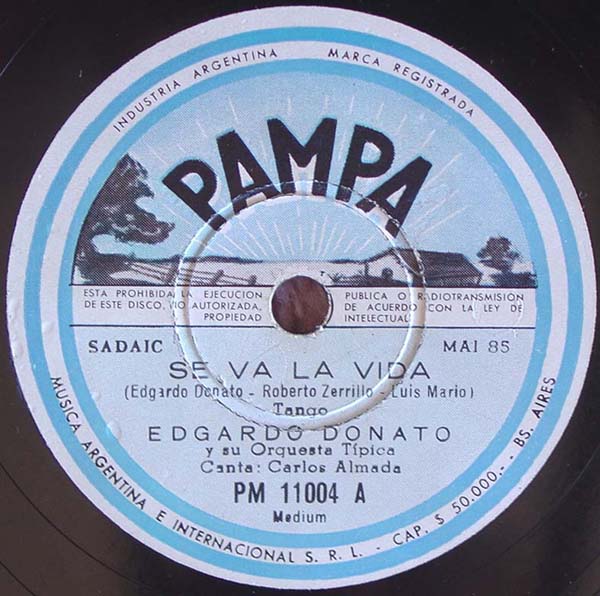 INDUSTRIA ARGENTINA MARCA REGISTRADA
PAMPA
ESTA PROHIBIDA LA EJECUCION PUBLICA O RADIOTRANSMISIÓN
DE ESTE DISCO, NO AUTORIZADA, DE ACUERDO CON LA LEY DE
PROPIEDAD INTELECTUAL
SADAIC MAI 85
SE VA LA VIDA
(Edgardo Donato - Roberto Zerrillo - Luis Mario)
Tango
EDGARDO DONATO
y su Orquesta Típica
Canta: Carlos Almada
PM 11004 A
Medium
MUSICA ARGENTINA E INTERNACIONAL S. R. L. - CAP. $ 50.000.- BS. AIRES